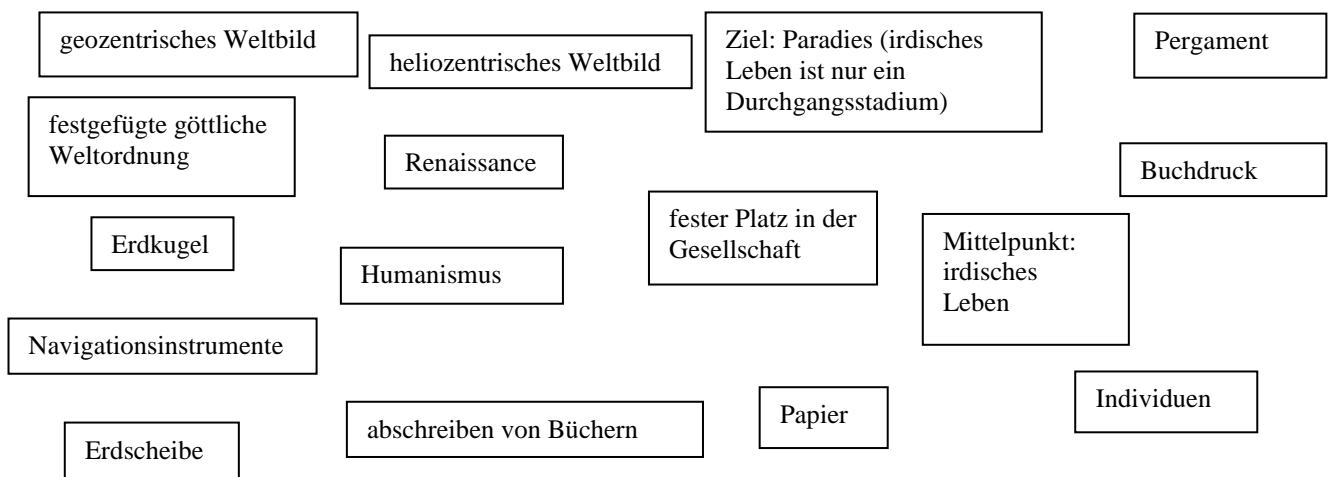 geozentrisches Weltbild
heliozentrisches Weltbild
Ziel: Paradies (irdisches
Leben ist nur ein
Durchgangsstadium)
Pergament
festgefügte göttliche
Weltordnung
Renaissance
Buchdruck
fester Platz in der
Gesellschaft
Erdkugel
Mittelpunkt:
irdisches
Leben
Humanismus
Navigationsinstrumente
Individuen
Papier
abschreiben von Büchern
Erdscheibe